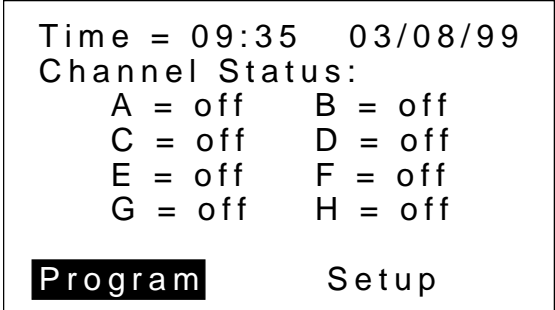 Time = 09:35 03/08/99
Channel Status:
A = off B = off
C = off D = off
E = off F = off
G = off H = off
Program Setup